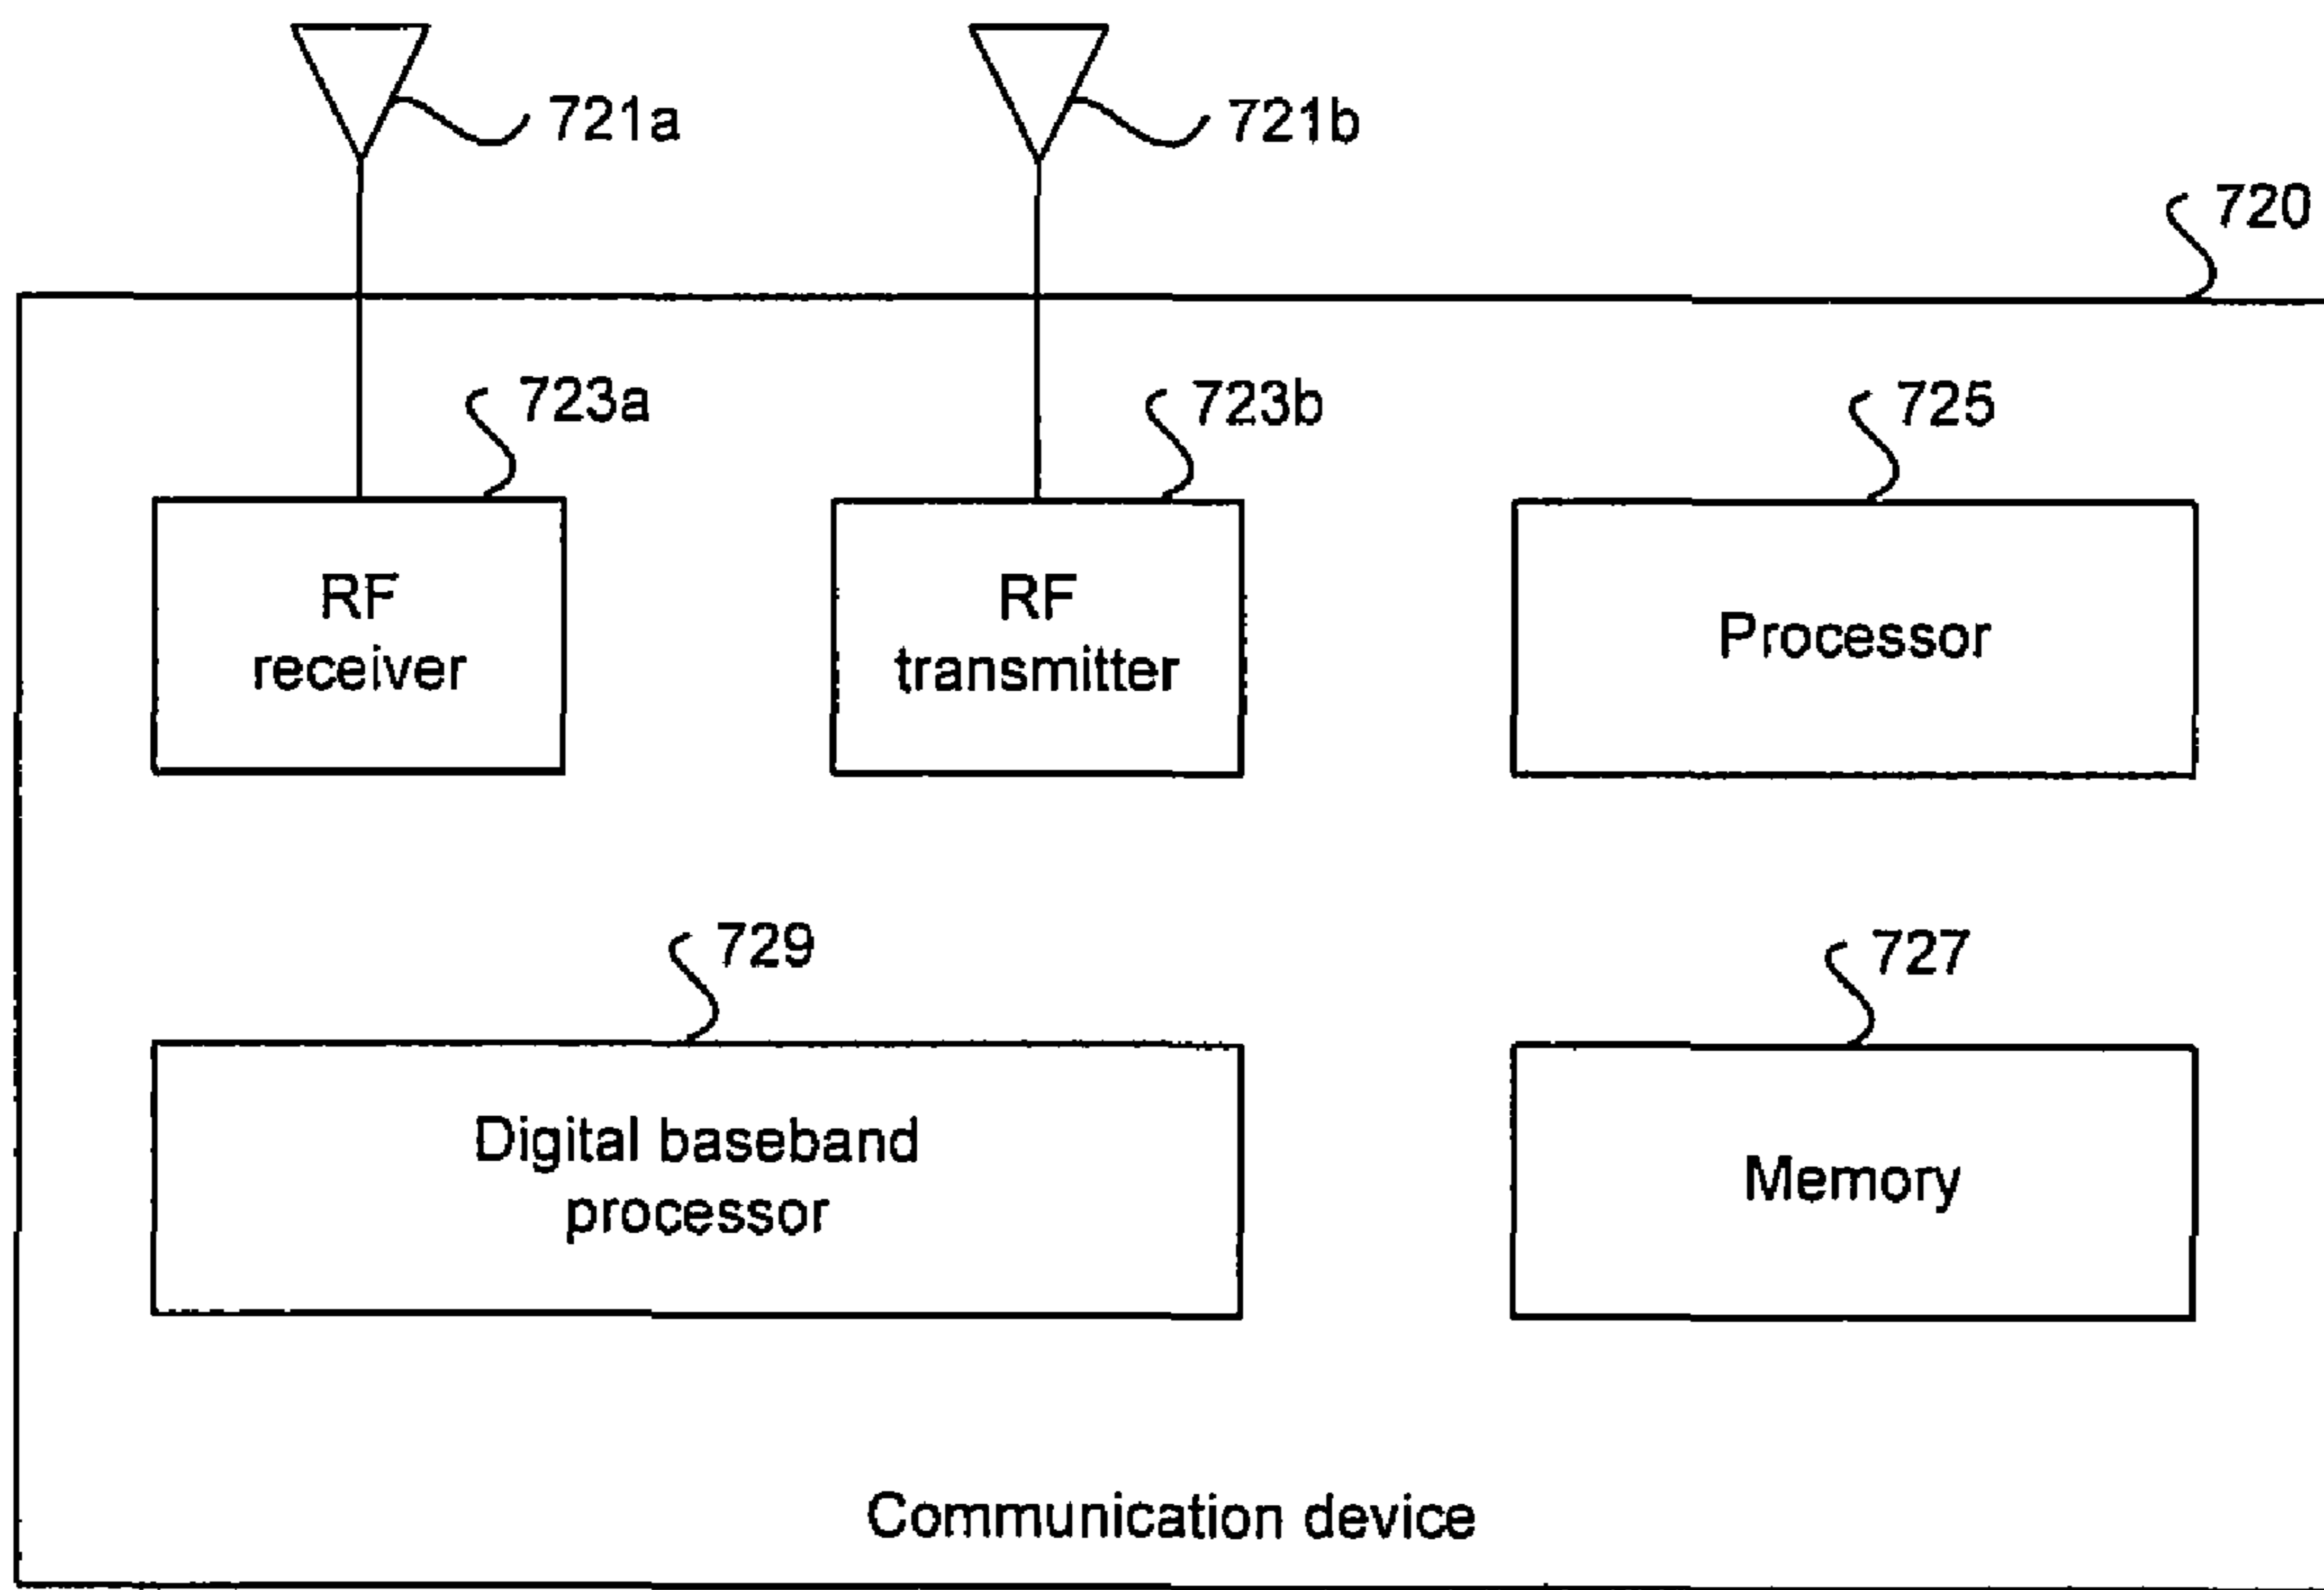 721a
721b
720
723a
723b
725
RF
receiver
RF
transmitter
Processor
729
727
Digital baseband
processor
Memory
Communication device